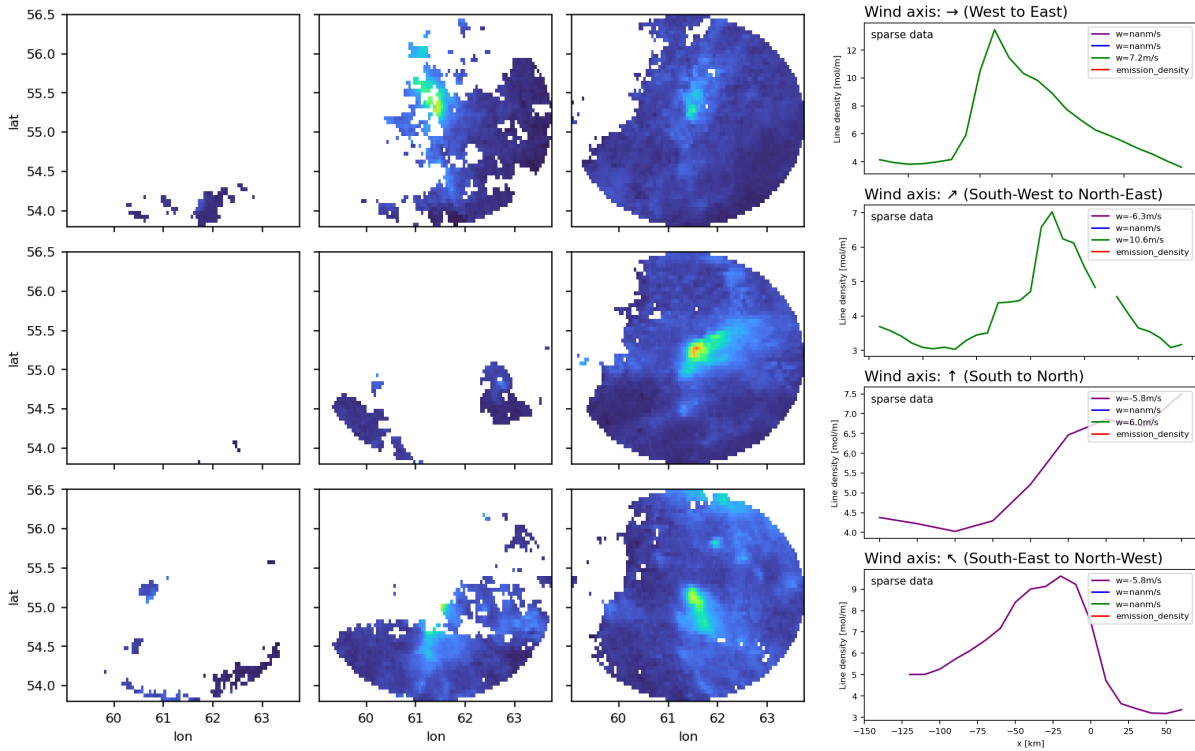 56.5
56.0
55.5
55.0
54.5
54.0
lat
56.5
56.0
55.5
55.0
54.5
54.0
lat
56.5
56.0
55.5
55.0
54.5
54.0
lat
60 61 62 63
lon
60 61 62 63
lon
60 61 62 63
lon
Wind axis: → (West to East)
sparse data
w=nanm/s
w=nanm/s
w=7.2m/s
emission_density
12
10
8
6
4
Line density [mol/m]
Wind axis: ↗ (South-West to North-East)
sparse data
w=-6.3m/s
w=nanm/s
w=10.6m/s
emission_density
7
6
5
4
3
Line density [mol/m]
Wind axis: ↑ (South to North)
sparse data
w=-5.8m/s
w=nanm/s
w=6.0m/s
emission_density
7.5
7.0
6.5
6.0
5.5
5.0
4.5
4.0
Line density [mol/m]
Wind axis: ↖ (South-East to North-West)
sparse data
w=-5.8m/s
w=nanm/s
w=nanm/s
emission_density
9
8
7
6
5
4
3
Line density [mol/m]
−150 −125 −100 −75 −50 −25 0 25 50
x [km]